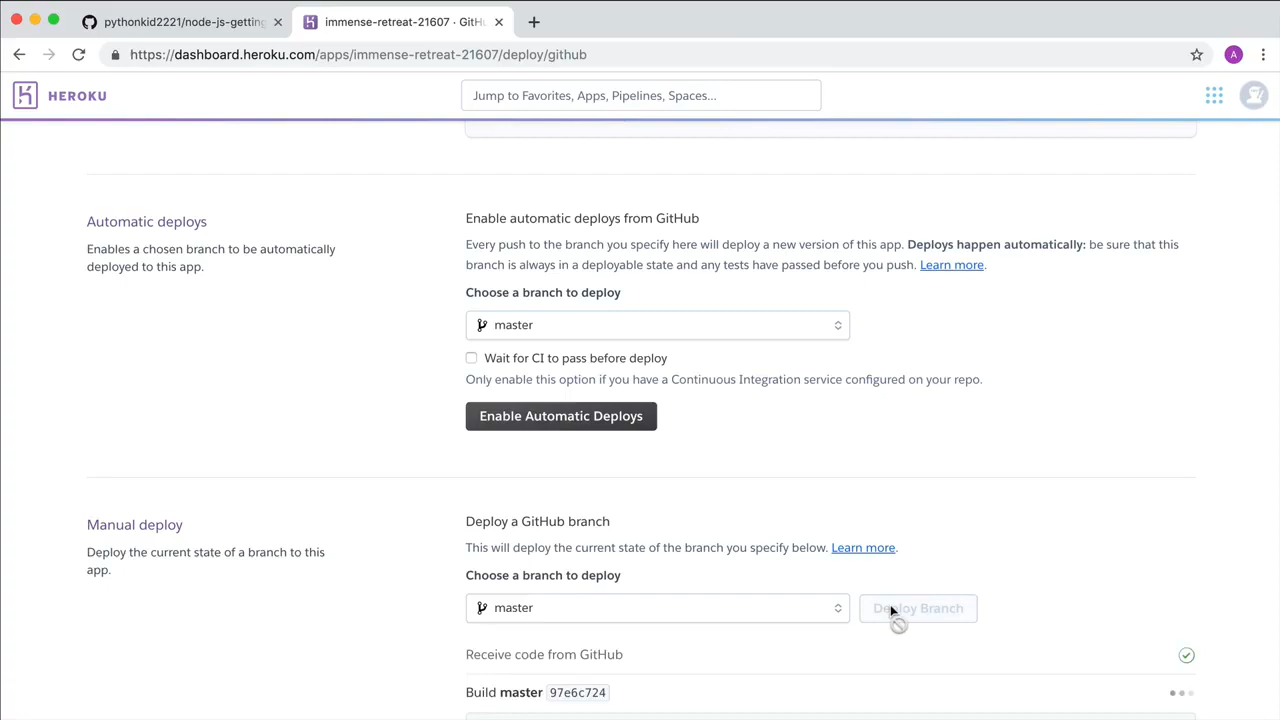 pythonkid2221/node-js-getting
immense-retreat-21607 · GitHu
https://dashboard.heroku.com/apps/immense-retreat-21607/deploy/github
A
HEROKU
Jump to Favorites, Apps, Pipelines, Spaces...
Automatic deploys
Enables a chosen branch to be automatically
deployed to this app.
Enable automatic deploys from GitHub
Every push to the branch you specify here will deploy a new version of this app. Deploys happen automatically: be sure that this
branch is always in a deployable state and any tests have passed before you push. Learn more.
Choose a branch to deploy
master
Wait for CI to pass before deploy
Only enable this option if you have a Continuous Integration service configured on your repo.
Enable Automatic Deploys
Manual deploy
Deploy the current state of a branch to this
app.
Deploy a GitHub branch
This will deploy the current state of the branch you specify below. Learn more.
Choose a branch to deploy
master
Deploy Branch
Receive code from GitHub
Build master 97e6c724